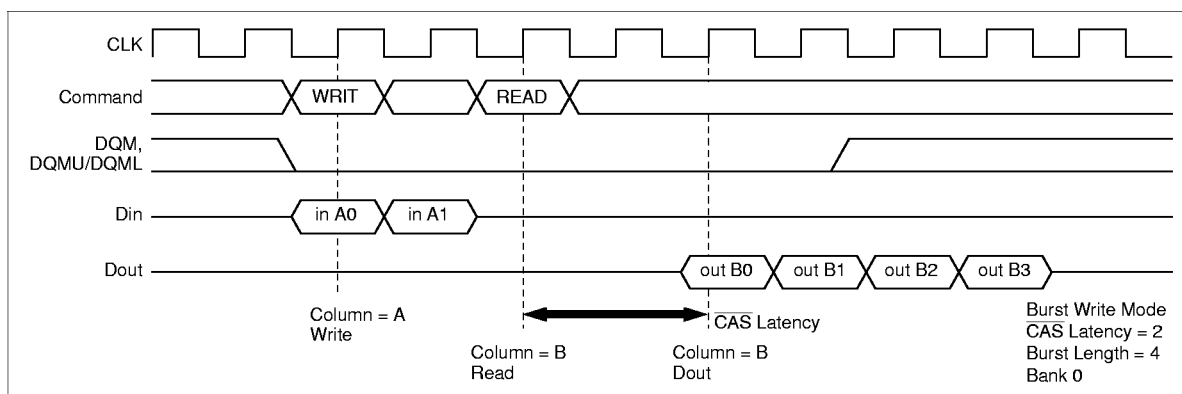 CLK
Command
WRIT
READ
DQM,
DQMU/DQML
Din
in A0
in A1
Dout
out B0
out B1
out B2
out B3
Column = A
Write
CAS Latency
Column = B
Read
Column = B
Dout
Burst Write Mode
CAS Latency = 2
Burst Length = 4
Bank 0